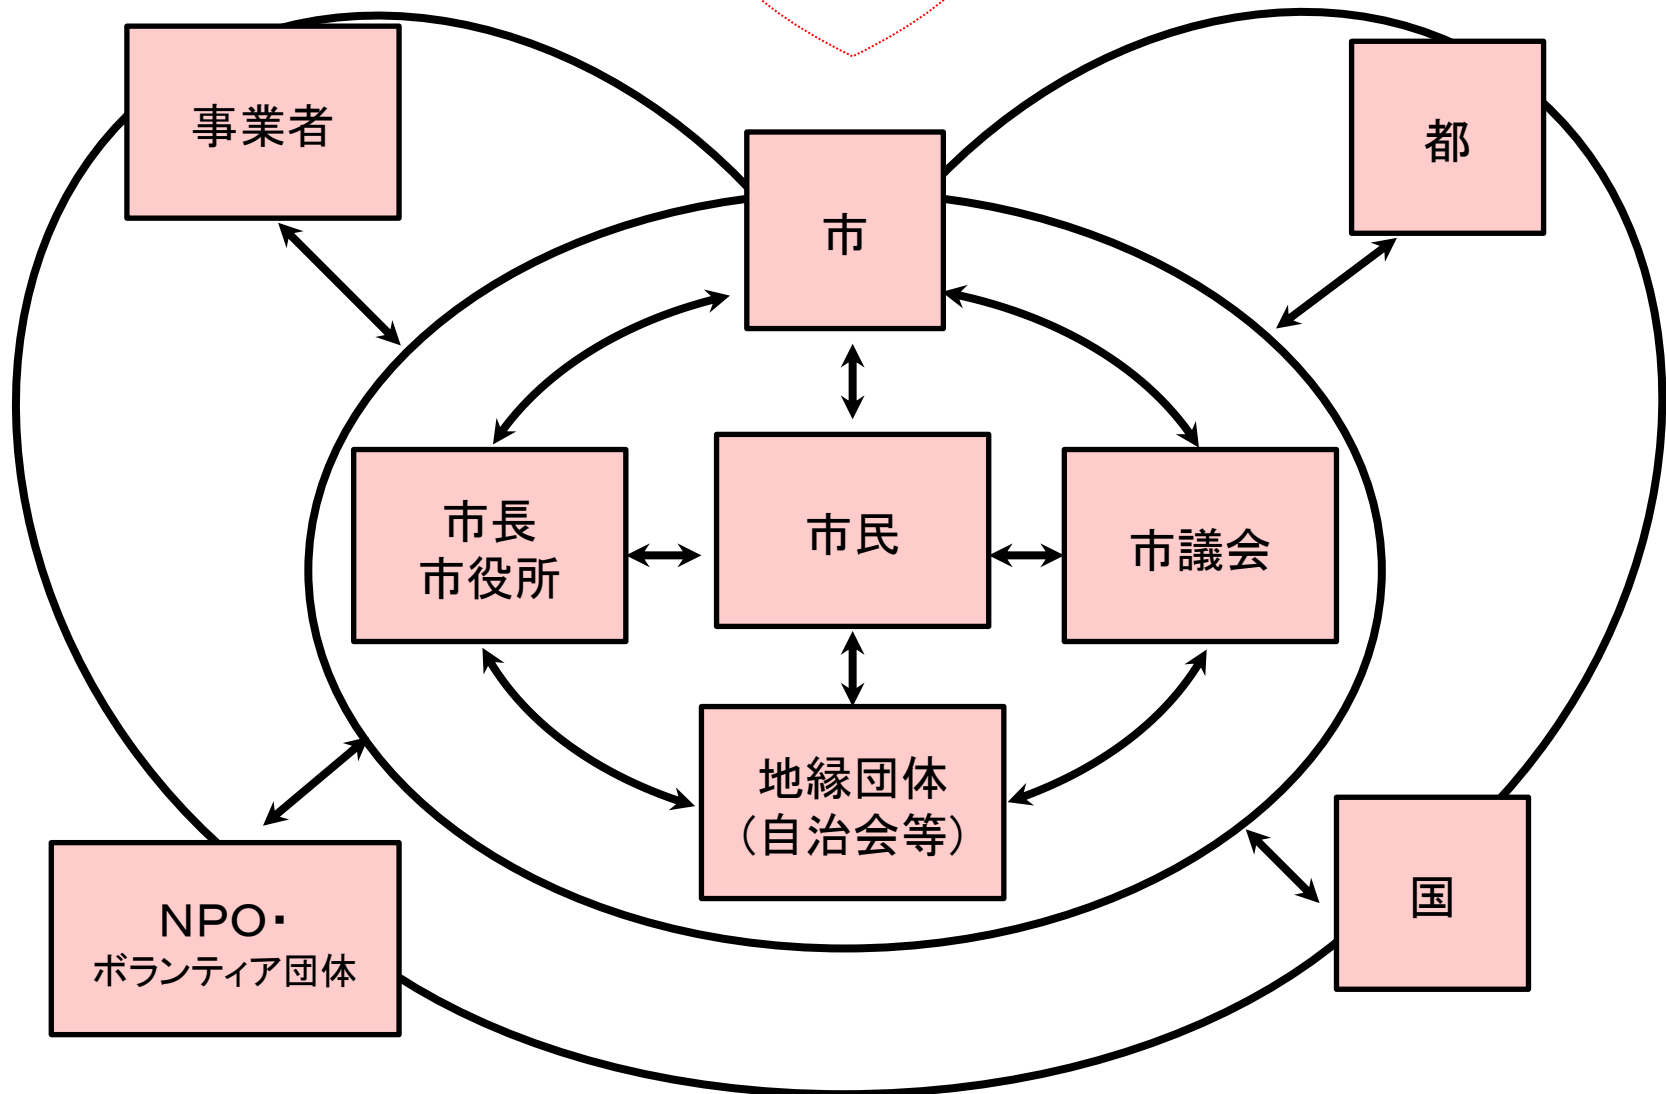 事業者
都
市
市長
市役所
市民
市議会
地縁団体
（自治会等）
NPO・
ボランティア団体
国